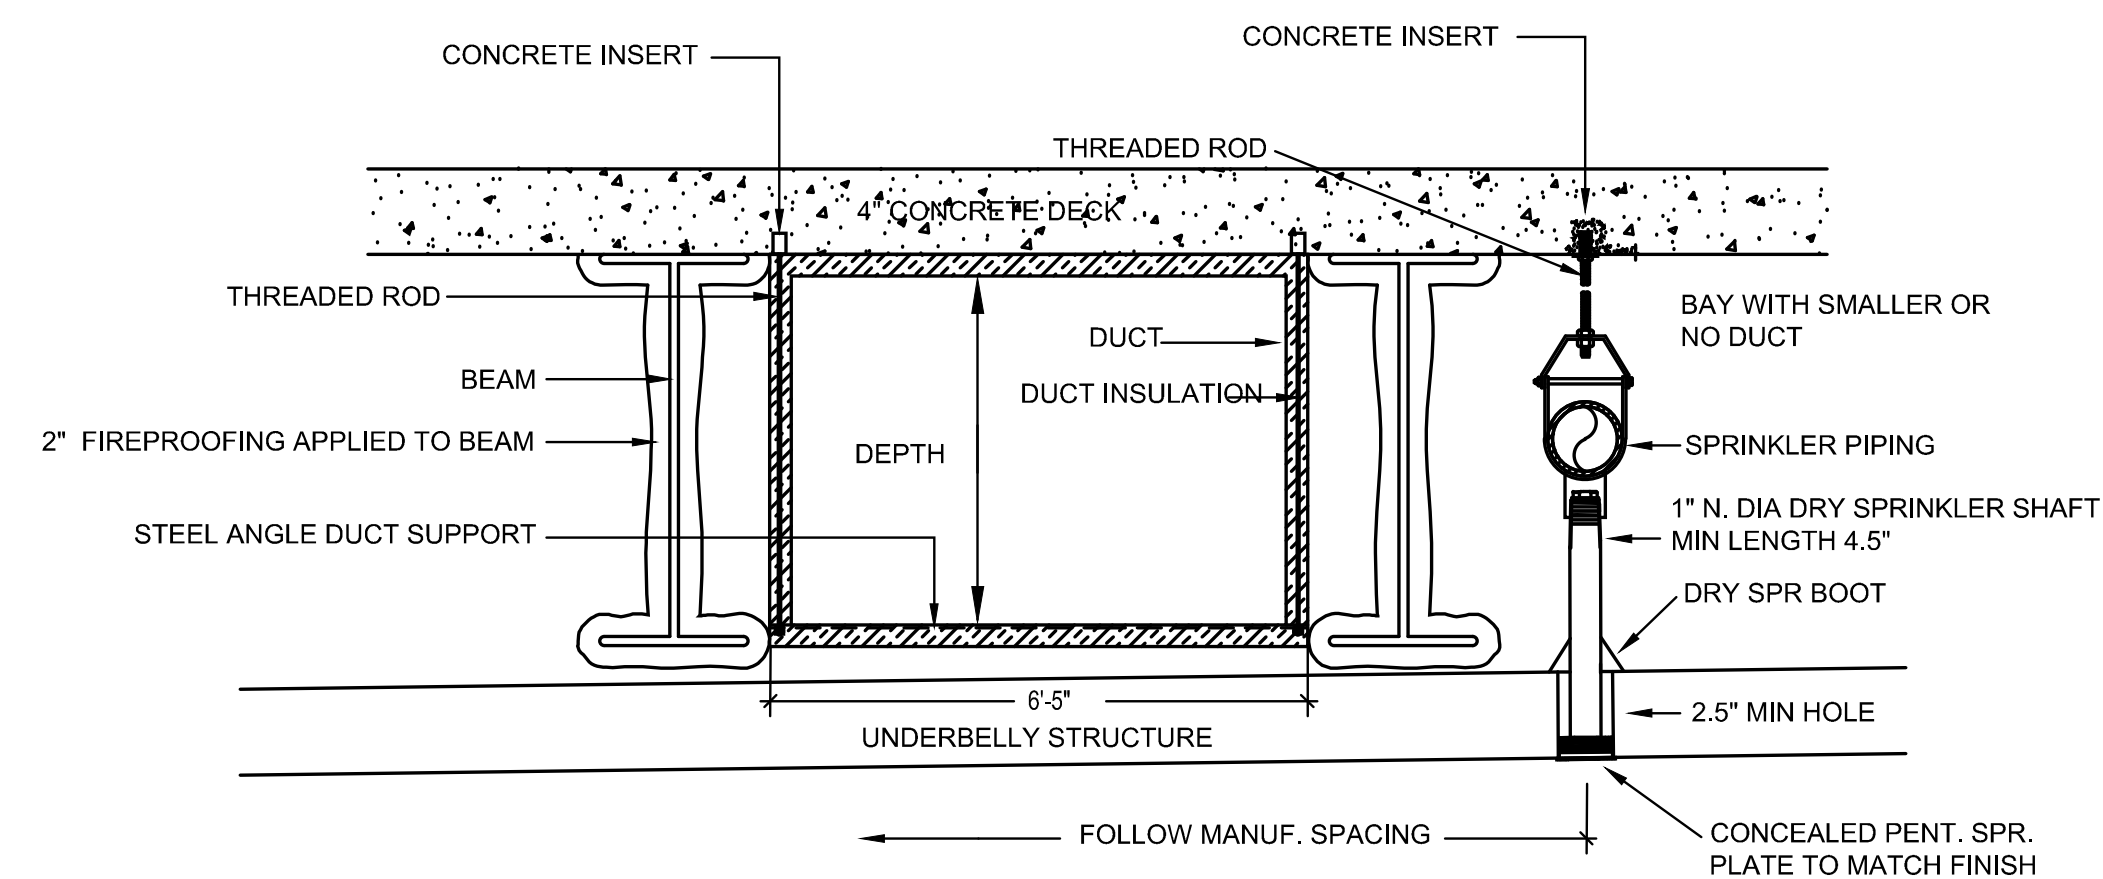 CONCRETE INSERT
CONCRETE INSERT
THREADED ROD
4" CONCRETE DECK
THREADED ROD
BAY WITH SMALLER OR
NO DUCT
DUCT
BEAM
DUCT INSULATION
2" FIREPROOFING APPLIED TO BEAM
DEPTH
SPRINKLER PIPING
1" N. DIA DRY SPRINKLER SHAFT
MIN LENGTH 4.5"
STEEL ANGLE DUCT SUPPORT
DRY SPR BOOT
6'-5"
2.5" MIN HOLE
UNDERBELLY STRUCTURE
FOLLOW MANUF. SPACING
CONCEALED PENT. SPR.
PLATE TO MATCH FINISH